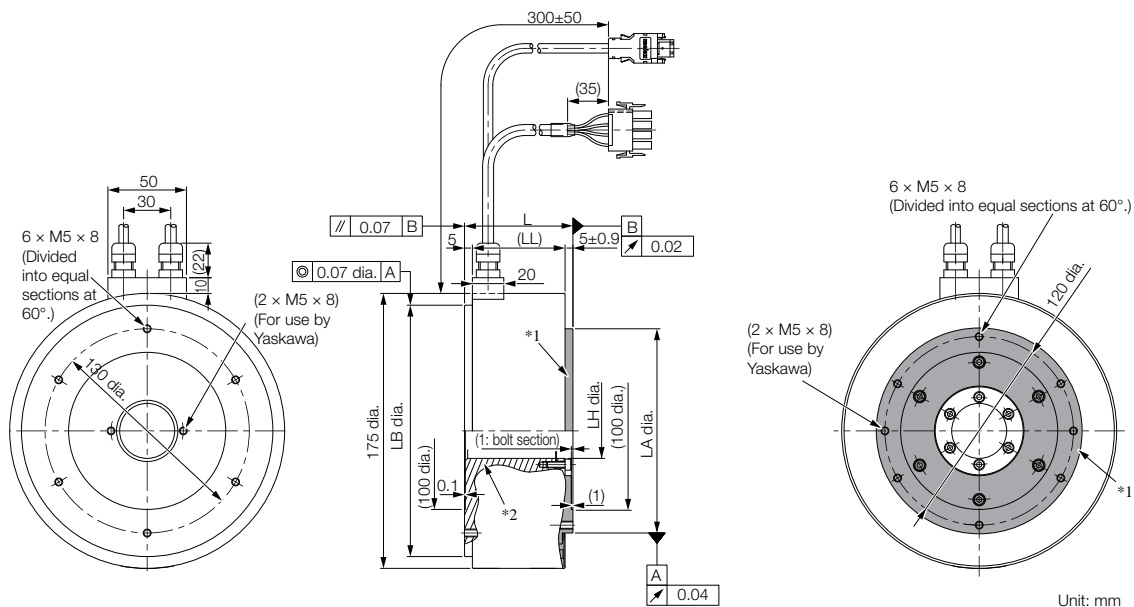 300±50
(35)
50
30
6 × M5 × 8
(Divided
into equal
sections at
60°.)
(22)
10
(2 × M5 × 8)
(For use by
Yaskawa)
130 dia.
// 0.07 B
L
B
↗ 0.02
5
(LL)
5±0.9
◎ 0.07 dia. A
20
*1
175 dia.
LB dia.
(1: bolt section)
LH dia.
(100 dia.)
LA dia.
(100 dia.)
0.1
*2
(1)
A
↗ 0.04
6 × M5 × 8
(Divided into equal sections at 60°.)
120 dia.
(2 × M5 × 8)
(For use by
Yaskawa)
*1
Unit: mm